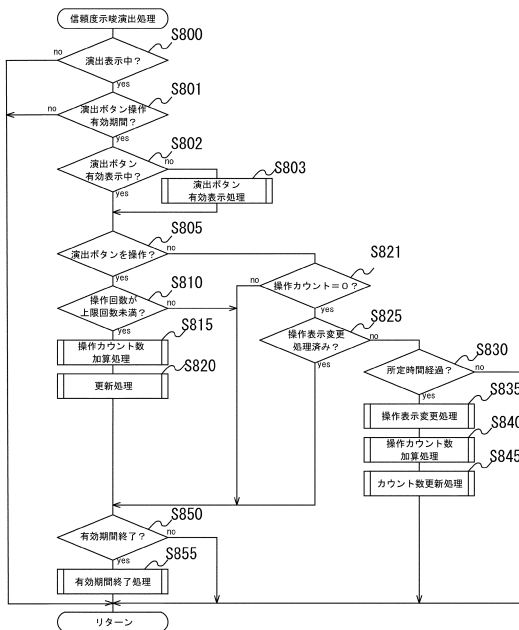 信頼度示唆演出処理
S800
演出表示中？
no
yes
S801
演出ボタン操作
有効期間？
no
yes
S802
演出ボタン
有効表示中？
no
yes
S803
演出ボタン
有効表示処理
S805
演出ボタンを操作？
no
yes
S810
操作回数が
上限回数未満？
no
yes
S815
操作カウント数
加算処理
S820
更新処理
S821
操作カウント＝０？
no
yes
S825
操作表示変更
処理済み？
no
yes
S830
所定時間経過？
no
yes
S835
操作表示変更処理
S840
操作カウント数
加算処理
S845
カウント数更新処理
S850
有効期間終了？
no
yes
S855
有効期間終了処理
リターン